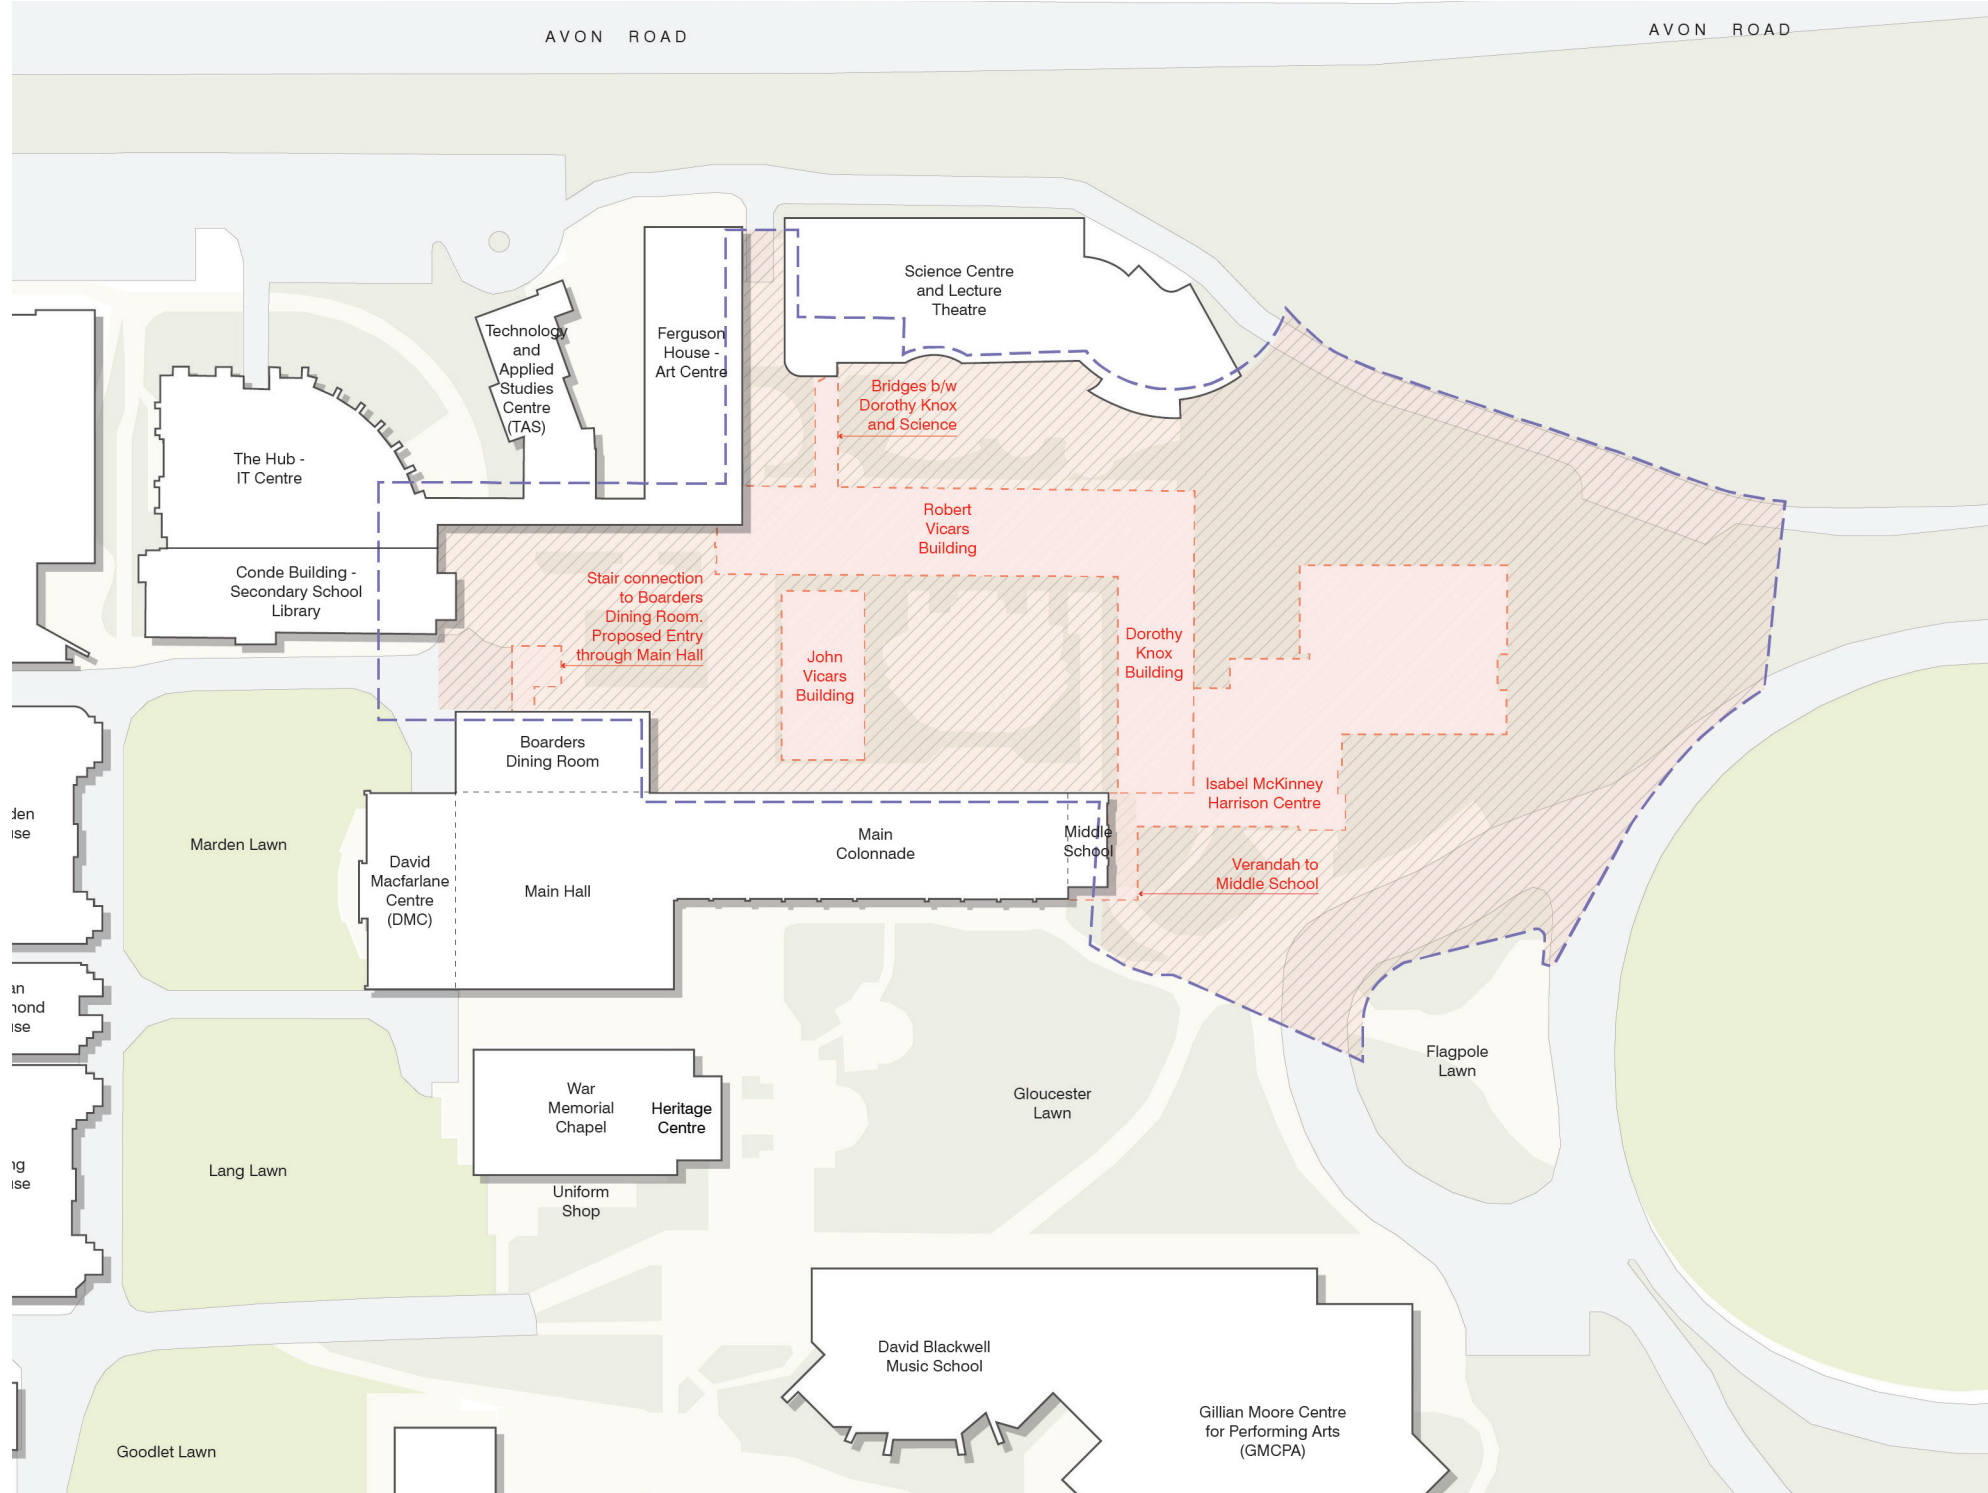 AVON ROAD
AVON ROAD
Science Centre
and Lecture
Theatre
Technology
and
Applied
Studies
Centre
(TAS)
Ferguson
House -
Art Centre
Bridges b/w
Dorothy Knox
and Science
The Hub -
IT Centre
Robert
Vicars
Building
Conde Building -
Secondary School
Library
Stair connection
to Boarders
Dining Room.
Proposed Entry
through Main Hall
John
Vicars
Building
Dorothy
Knox
Building
Boarders
Dining Room
Isabel McKinney
Harrison Centre
Marden Lawn
David
Macfarlane
Centre
(DMC)
Main Hall
Main
Colonnade
Middle
School
Verandah to
Middle School
Flagpole
Lawn
War
Memorial
Chapel
Heritage
Centre
Gloucester
Lawn
Lang Lawn
Uniform
Shop
David Blackwell
Music School
Gillian Moore Centre
for Performing Arts
(GMCPA)
Goodlet Lawn